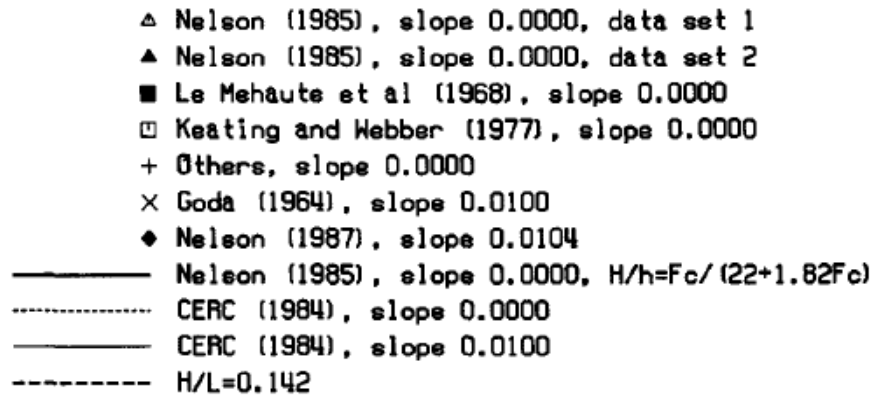 Nelson (1985), slope 0.0000, data set 1
Nelson (1985), slope 0.0000, data set 2
Le Mehaute et al (1968), slope 0.0000
Keating and Webber (1977), slope 0.0000
Others, slope 0.0000
Goda (1964), slope 0.0100
Nelson (1987), slope 0.0104
Nelson (1985), slope 0.0000, H/h=Fc/(22+1.82Fc)
CERC (1984), slope 0.0000
CERC (1984), slope 0.0100
H/L=0.142